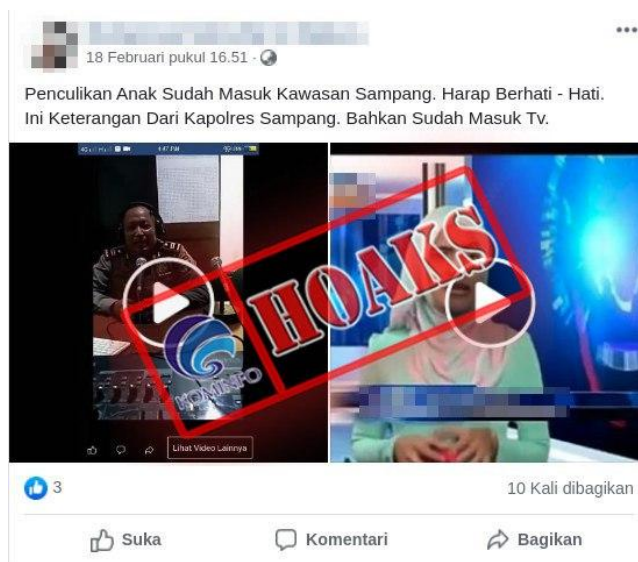 18 Februari pukul 16.51 ·
Penculikan Anak Sudah Masuk Kawasan Sampang. Harap Berhati - Hati.
Ini Keterangan Dari Kapolres Sampang. Bahkan Sudah Masuk Tv.
HOAKS
KOMINFO
Lihat Video Lainnya
3
10 Kali dibagikan
Suka
Komentari
Bagikan